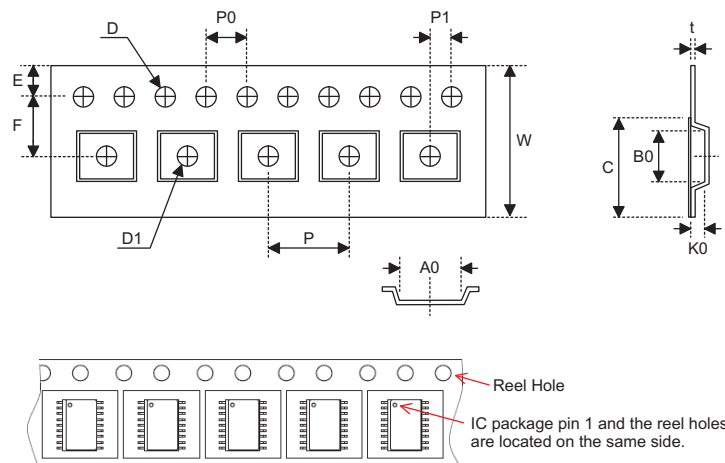 D
P0
P1
t
E
F
W
C
B0
D1
P
K0
A0
Reel Hole
IC package pin 1 and the reel holes
are located on the same side.